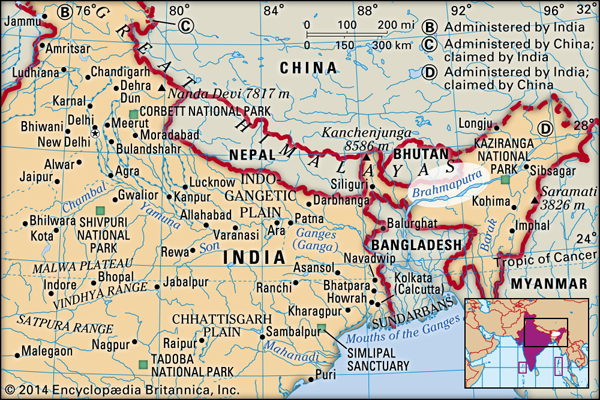 Jammu
B
76°
C
0 100 200 mi
0 150 300 km
B Administered by India
C Administered by China;
claimed by India
D Administered by India;
claimed by China
Amritsar
Ludhiana
Chandigarh
Dehra
Dun
Nanda Devi 7817 m
CHINA
GREAT HIMALAYAS
Karnal
CORBETT NATIONAL PARK
Delhi
Meerut
Bhiwani
New Delhi
Moradabad
Bulandshahr
Kanchenjunga
8586 m
Longju
D
28°
NEPAL
BHUTAN
KAZIRANGA
NATIONAL
PARK
Sibsagar
Alwar
Jaipur
Agra
Lucknow
INDO-
GANGETIC
PLAIN
Siliguri
Brahmaputra
Saramati
3826 m
Chambal
Gwalior
Kanpur
Darbhanga
Kohima
Bhilwara
Kota
SHIVPURI
NATIONAL
PARK
Yamuna
Allahabad
Patna
Balurghat
Imphal
Varanasi
Ara
Ganges
(Ganga)
BANGLADESH
Barak
24°
Rewa
Son
INDIA
Navadwip
Tropic of Cancer
MALWA PLATEAU
Bhopal
Asansol
Indore
VINDHYA RANGE
Jabalpur
Ranchi
Bhatpara
Kolkata
(Calcutta)
MYANMAR
Howrah
Kharagpur
SUNDARBANS
SATPURA RANGE
CHHATTISGARH
PLAIN
Mouths of the Ganges
Malegaon
Nagpur
Raipur
Sambalpur
Mahanadi
SIMLIPAL
SANCTUARY
TADOBA
NATIONAL PARK
Puri
© 2014 Encyclopædia Britannica, Inc.